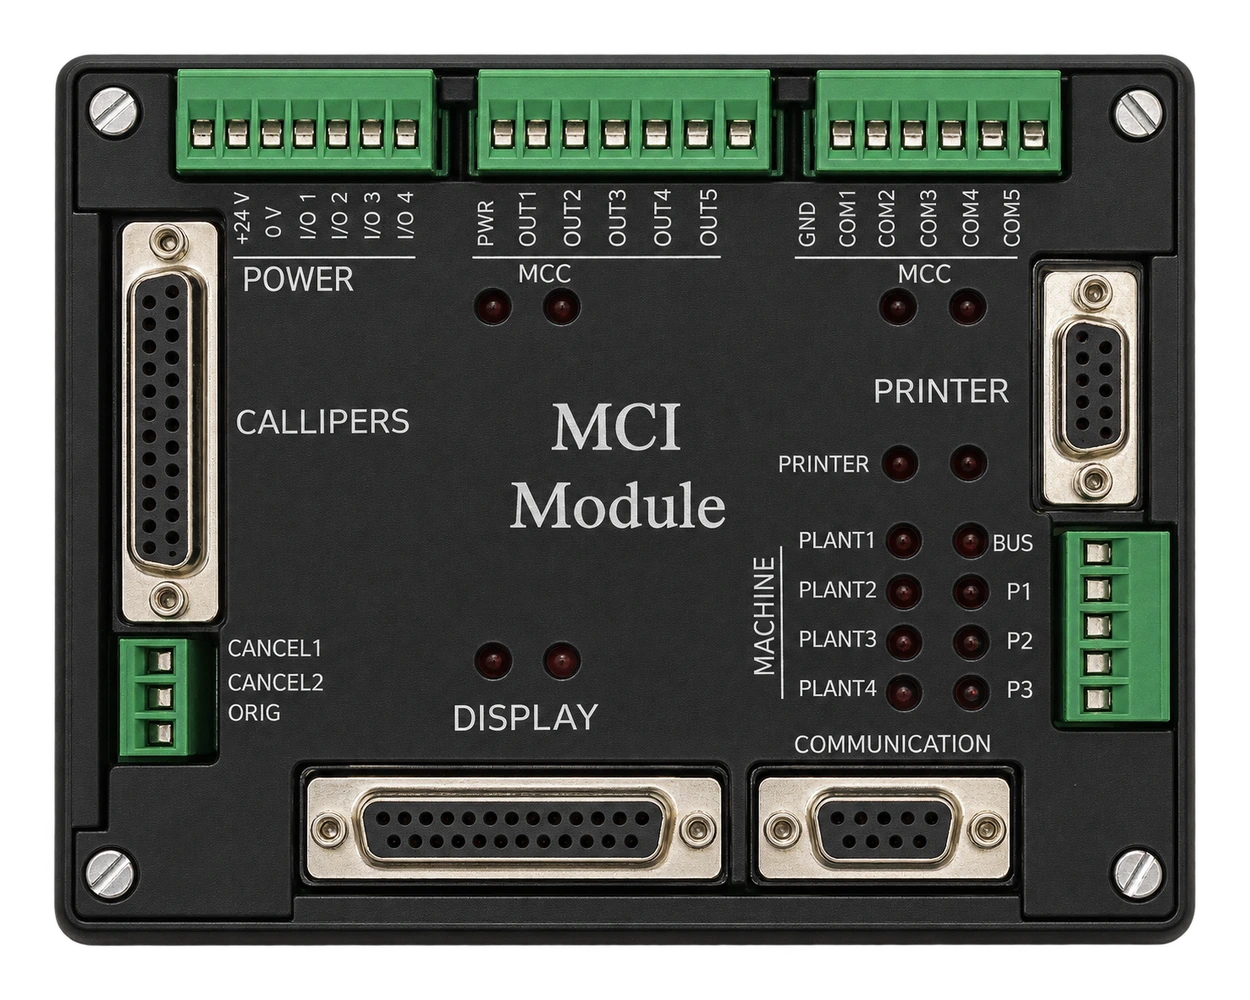 +24 V
0 V
I/O 1
I/O 2
I/O 3
I/O 4
POWER
PWR
OUT1
OUT2
OUT3
OUT4
OUT5
MCC
GND
COM1
COM2
COM3
COM4
COM5
MCC
CALLIPERS
MCI
Module
PRINTER
PRINTER
MACHINE
PLANT1
BUS
PLANT2
P1
PLANT3
P2
PLANT4
P3
CANCEL1
CANCEL2
ORIG
DISPLAY
COMMUNICATION